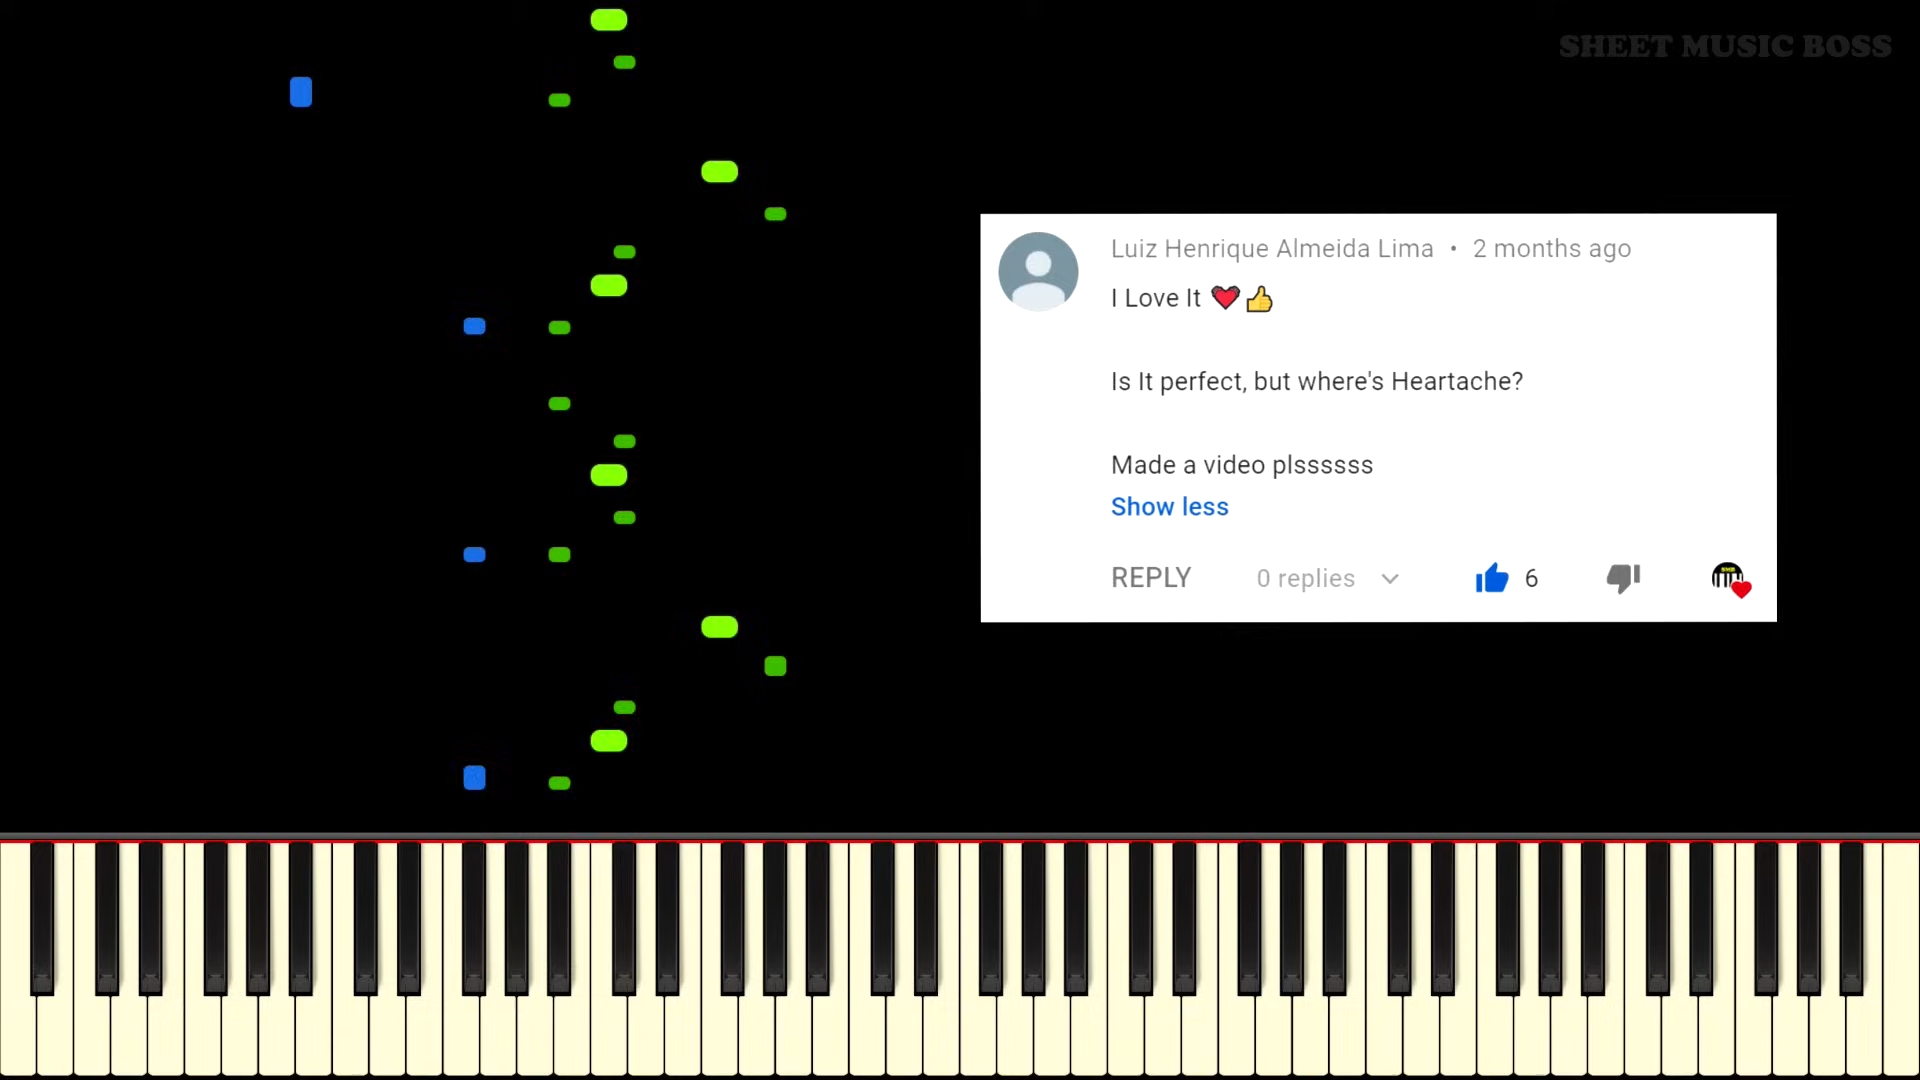 SHEET MUSIC BOSS
Luiz Henrique Almeida Lima • 2 months ago
I Love It ❤️👍
Is It perfect, but where's Heartache?
Made a video plssssss
Show less
REPLY 0 replies 6